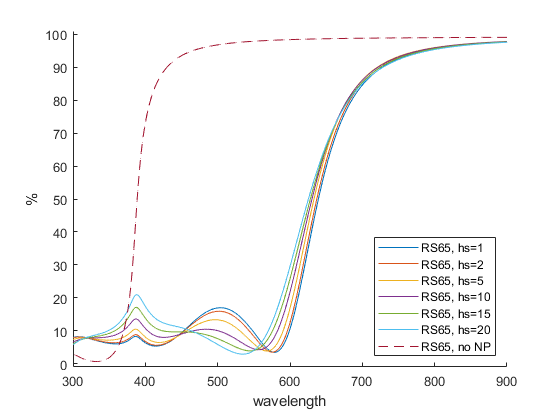 100
90
80
70
60
50
40
30
20
10
0
%
300 400 500 600 700 800 900
wavelength
RS65, hs=1
RS65, hs=2
RS65, hs=5
RS65, hs=10
RS65, hs=15
RS65, hs=20
RS65, no NP